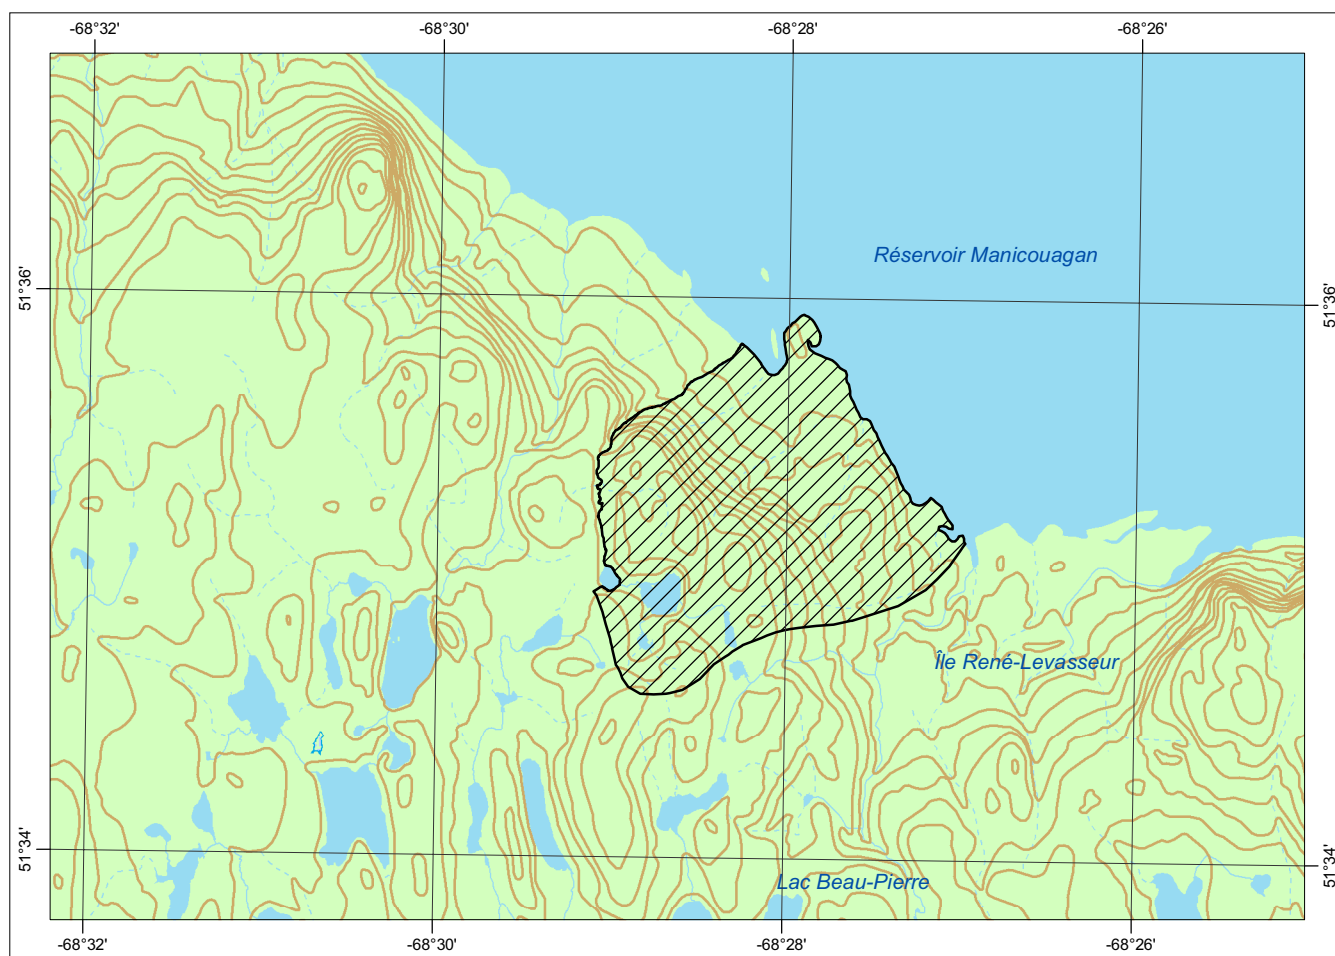 -68°32' -68°30' -68°28' -68°26'
Réservoir Manicouagan
51°36' 51°36'
Île René-Levasseur
51°34' 51°34'
Lac Beau-Pierre
-68°32' -68°30' -68°28' -68°26'